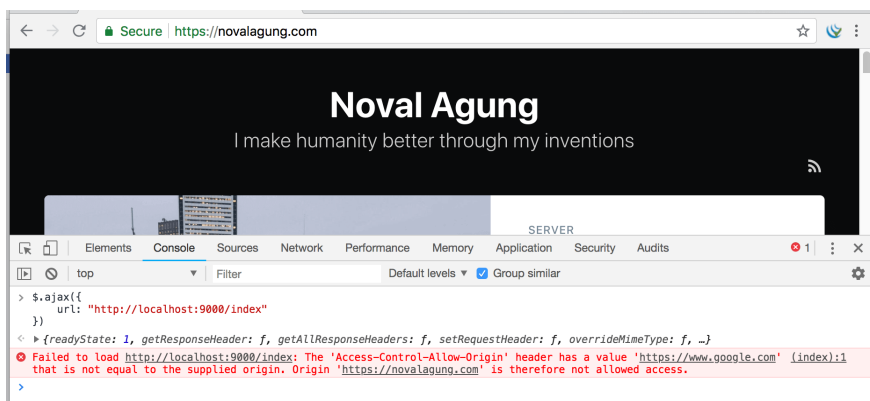 Secure https://novalagung.com
Noval Agung
I make humanity better through my inventions
SERVER
Elements Console Sources Network Performance Memory Application Security Audits 1
top Filter Default levels Group similar
> $.ajax({
url: "http://localhost:9000/index"
})
{readyState: 1, getResponseHeader: ƒ, getAllResponseHeaders: ƒ, setRequestHeader: ƒ, overrideMimeType: ƒ, …}
Failed to load http://localhost:9000/index: The 'Access-Control-Allow-Origin' header has a value 'https://www.google.com' (index):1
that is not equal to the supplied origin. Origin 'https://novalagung.com' is therefore not allowed access.
>